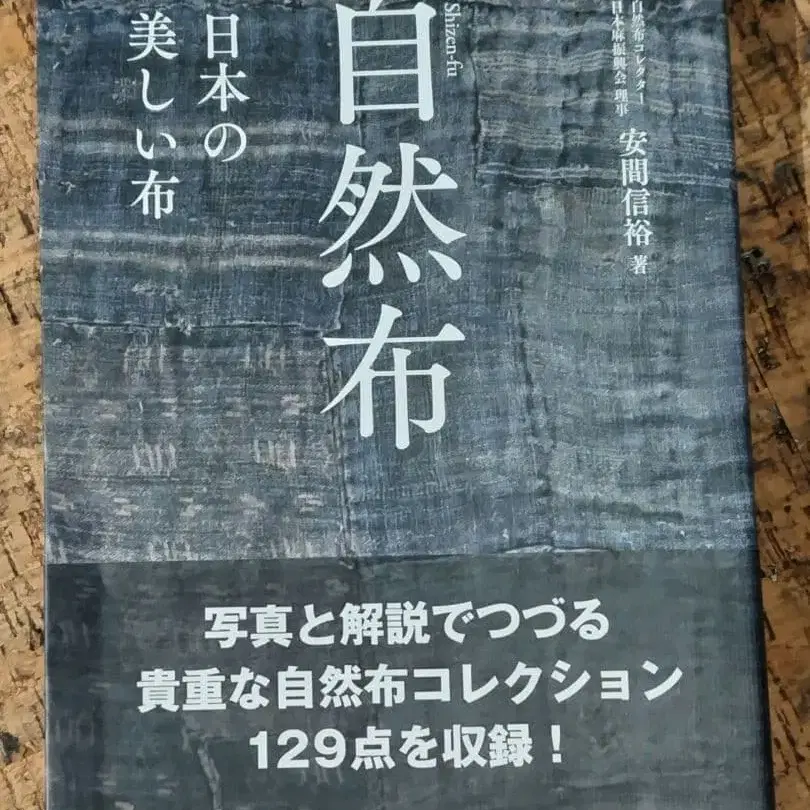 自然布コレクター
日本麻振興会 理事
安間信裕 著
自然布
Shizen-fu
日本の
美しい布
写真と解説でつづる
貴重な自然布コレクション
129点を収録！